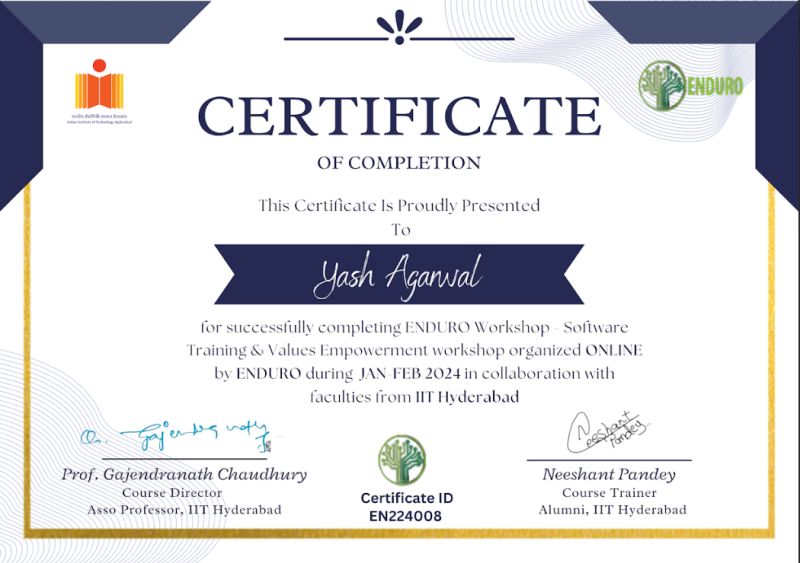 भारतीय प्रौद्योगिकी संस्थान हैदराबाद
Indian Institute of Technology Hyderabad
ENDURO
CERTIFICATE
OF COMPLETION
This Certificate Is Proudly Presented
To
Yash Agarwal
for successfully completing ENDURO Workshop - Software
Training & Values Empowerment workshop organized ONLINE
by ENDURO during JAN-FEB 2024 in collaboration with
faculties from IIT Hyderabad
Neeshant
Pandey
Prof. Gajendranath Chaudhury
Course Director
Asso Professor, IIT Hyderabad
Certificate ID
EN224008
Neeshant Pandey
Course Trainer
Alumni, IIT Hyderabad